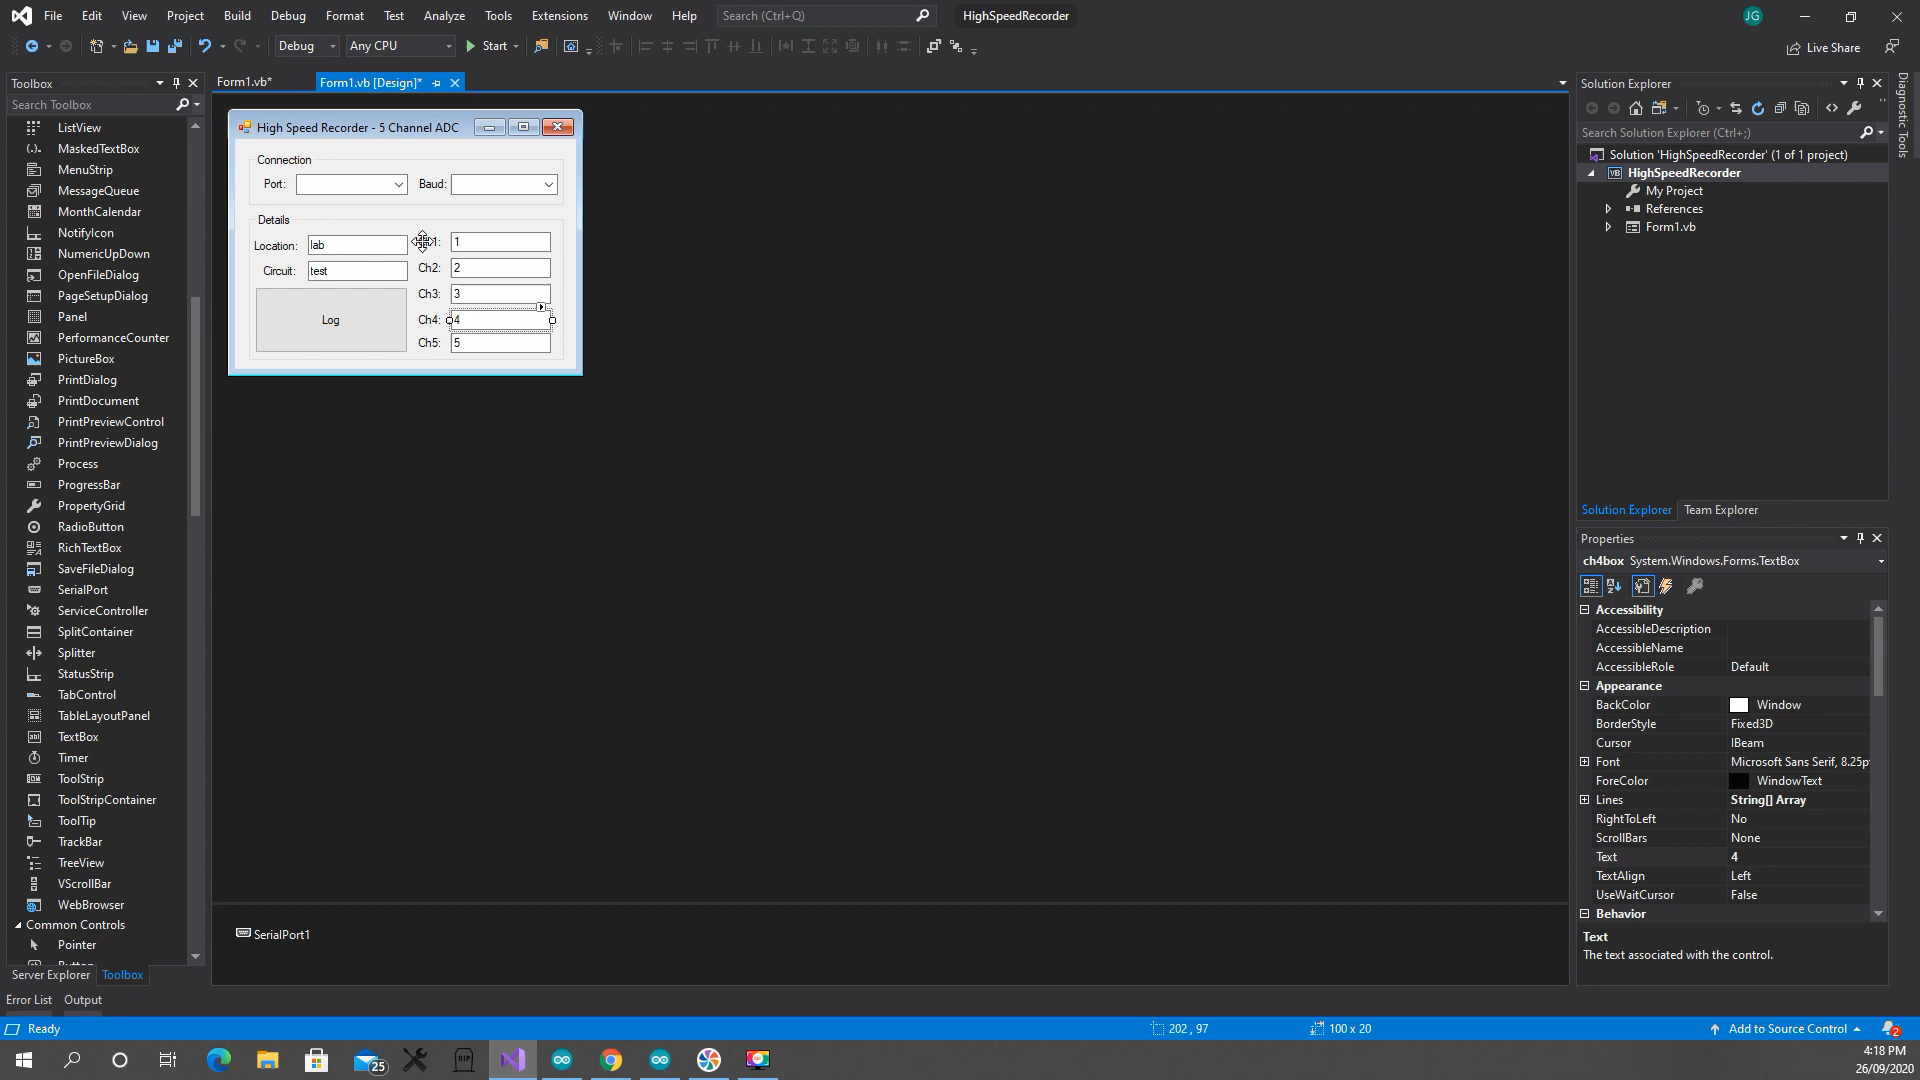 File Edit View Project Build Debug Format Test Analyze Tools Extensions Window Help Search (Ctrl+Q) HighSpeedRecorder JG
Debug Any CPU Start Live Share
Toolbox
Search Toolbox
ListView
MaskedTextBox
MenuStrip
MessageQueue
MonthCalendar
NotifyIcon
NumericUpDown
OpenFileDialog
PageSetupDialog
Panel
PerformanceCounter
PictureBox
PrintDialog
PrintDocument
PrintPreviewControl
PrintPreviewDialog
Process
ProgressBar
PropertyGrid
RadioButton
RichTextBox
SaveFileDialog
SerialPort
ServiceController
SplitContainer
Splitter
StatusStrip
TabControl
TableLayoutPanel
TextBox
Timer
ToolStrip
ToolStripContainer
ToolTip
TrackBar
TreeView
VScrollBar
WebBrowser
Common Controls
Pointer
Server Explorer Toolbox
Error List Output
Form1.vb* Form1.vb [Design]*
High Speed Recorder - 5 Channel ADC
Connection
Port: Baud:
Details
Location: lab 1: 1
Circuit: test Ch2: 2
Ch3: 3
Log Ch4: 4
Ch5: 5
SerialPort1
Solution Explorer
Search Solution Explorer (Ctrl+;)
Solution 'HighSpeedRecorder' (1 of 1 project)
VB HighSpeedRecorder
My Project
References
Form1.vb
Solution Explorer Team Explorer
Properties
ch4box System.Windows.Forms.TextBox
Accessibility
AccessibleDescription
AccessibleName
AccessibleRole Default
Appearance
BackColor Window
BorderStyle Fixed3D
Cursor IBeam
Font Microsoft Sans Serif, 8.25p
ForeColor WindowText
Lines String[] Array
RightToLeft No
ScrollBars None
Text 4
TextAlign Left
UseWaitCursor False
Behavior
Text
The text associated with the control.
Diagnostic Tools
Ready 202 , 97 100 x 20 Add to Source Control 2
25 RIP 4:18 PM
26/09/2020